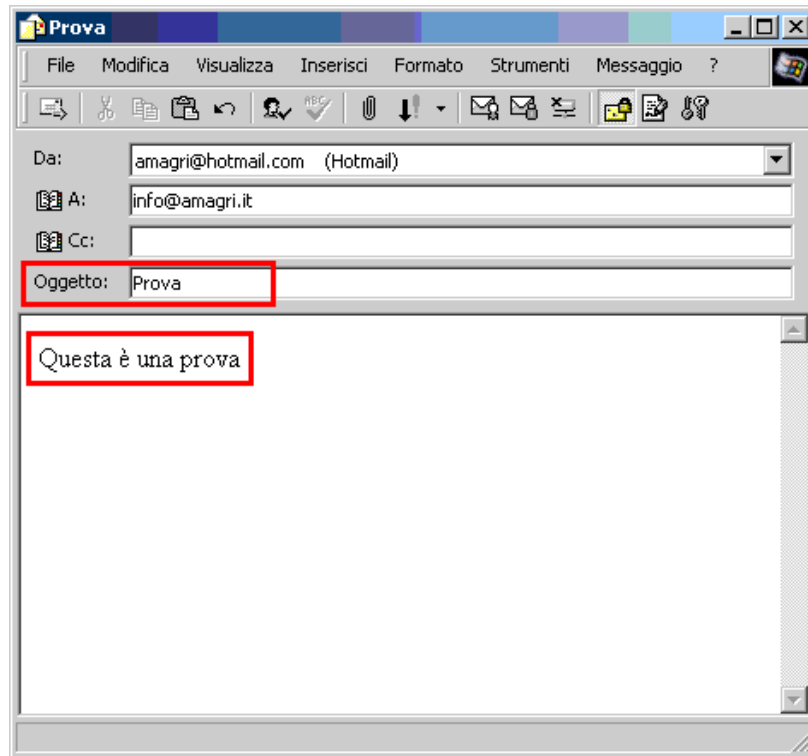 Prova
File Modifica Visualizza Inserisci Formato Strumenti Messaggio ?
ABC
Da: amagri@hotmail.com (Hotmail)
A: info@amagri.it
Cc:
Oggetto: Prova
Questa è una prova